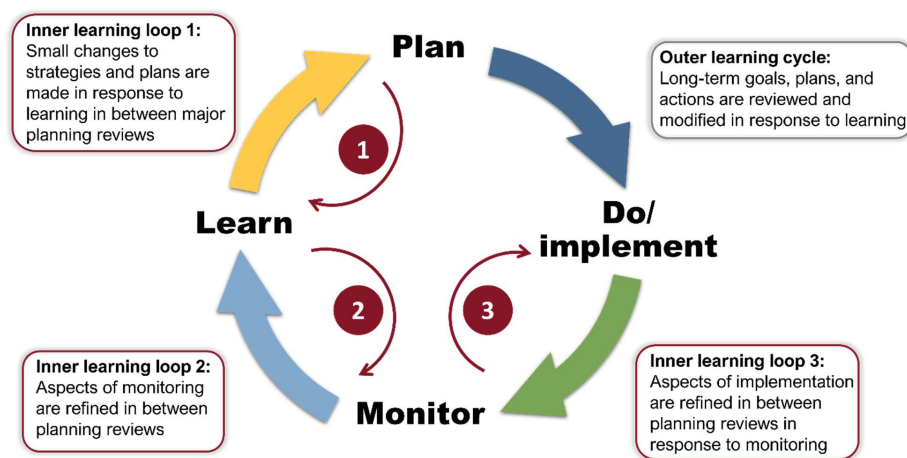 Inner learning loop 1:
Small changes to
strategies and plans are
made in response to
learning in between major
planning reviews
Plan
Outer learning cycle:
Long-term goals, plans, and
actions are reviewed and
modified in response to learning
1
Learn
Do/
implement
2
3
Inner learning loop 2:
Aspects of monitoring
are refined in between
planning reviews
Monitor
Inner learning loop 3:
Aspects of implementation
are refined in between
planning reviews in
response to monitoring